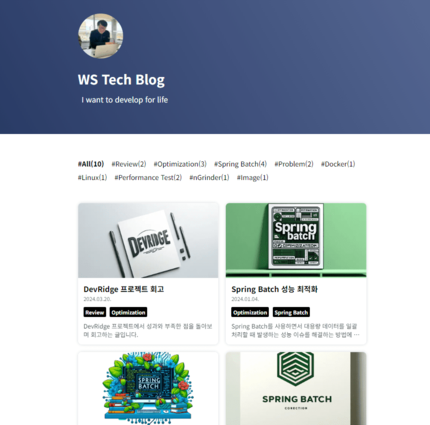 WS Tech Blog
I want to develop for life
#All(10) #Review(2) #Optimization(3) #Spring Batch(4) #Problem(2) #Docker(1)
#Linux(1) #Performance Test(2) #nGrinder(1) #Image(1)
DEVRIDGE
Spring batch
DevRidge 프로젝트 회고
2024.03.20.
Review Optimization
DevRidge 프로젝트에서 성과와 부족한 점을 돌아보
며 회고하는 글입니다.
Spring Batch 성능 최적화
2024.01.04.
Optimization Spring Batch
Spring Batch를 사용하면서 대용량 데이터를 일괄
처리할 때 발생하는 성능 이슈를 해결하는 방법에 …
SPRING
BATCH
SPRING BATCH